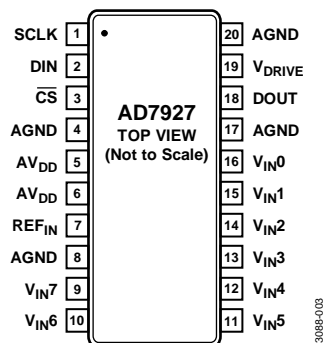 SCLK 1 20 AGND
DIN 2 19 VDRIVE
CS 3 18 DOUT
AGND 4 17 AGND
AD7927
TOP VIEW
(Not to Scale)
AVDD 5 16 VIN0
AVDD 6 15 VIN1
REFIN 7 14 VIN2
AGND 8 13 VIN3
VIN7 9 12 VIN4
VIN6 10 11 VIN5
3088-003